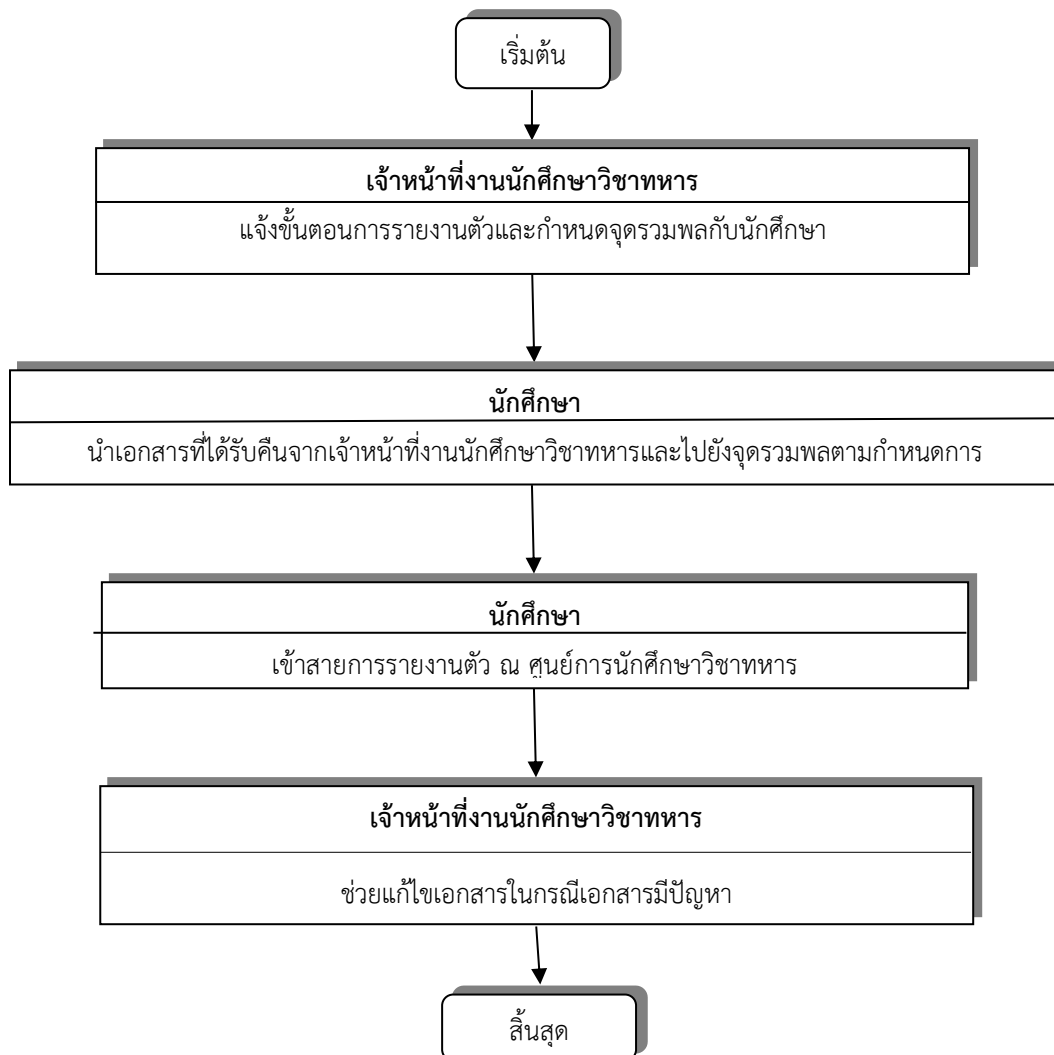 เริ่มต้น
เจ้าหน้าที่งานนักศึกษาวิชาทหาร
แจ้งขั้นตอนการรายงานตัวและกำหนดจุดรวมพลกับนักศึกษา
นักศึกษา
นำเอกสารที่ได้รับคืนจากเจ้าหน้าที่งานนักศึกษาวิชาทหารและไปยังจุดรวมพลตามกำหนดการ
นักศึกษา
เข้าสายการรายงานตัว ณ ศูนย์การนักศึกษาวิชาทหาร
เจ้าหน้าที่งานนักศึกษาวิชาทหาร
ช่วยแก้ไขเอกสารในกรณีเอกสารมีปัญหา
สิ้นสุด